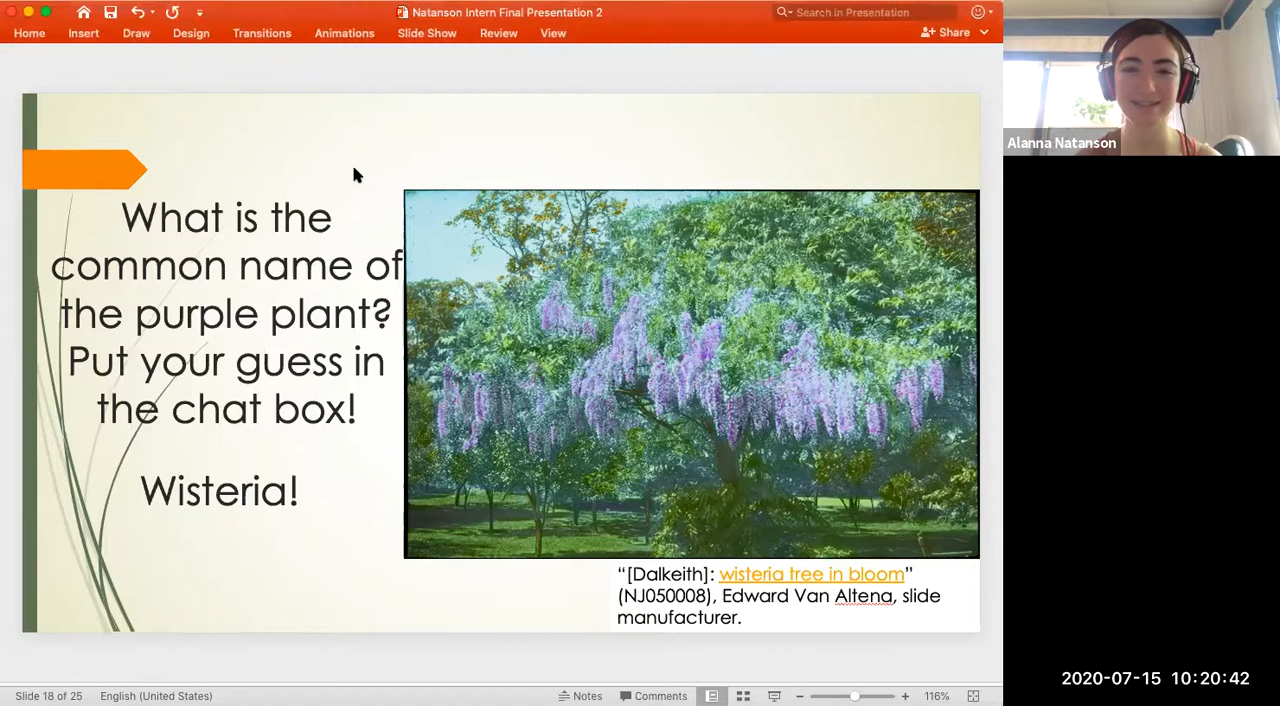 Natanson Intern Final Presentation 2
Search in Presentation
Home Insert Draw Design Transitions Animations Slide Show Review View Share
What is the
common name of
the purple plant?
Put your guess in
the chat box!
Wisteria!
“[Dalkeith]: wisteria tree in bloom”
(NJ050008), Edward Van Altena, slide
manufacturer.
Slide 18 of 25 English (United States) Notes Comments 116%
Alanna Natanson
2020-07-15 10:20:42